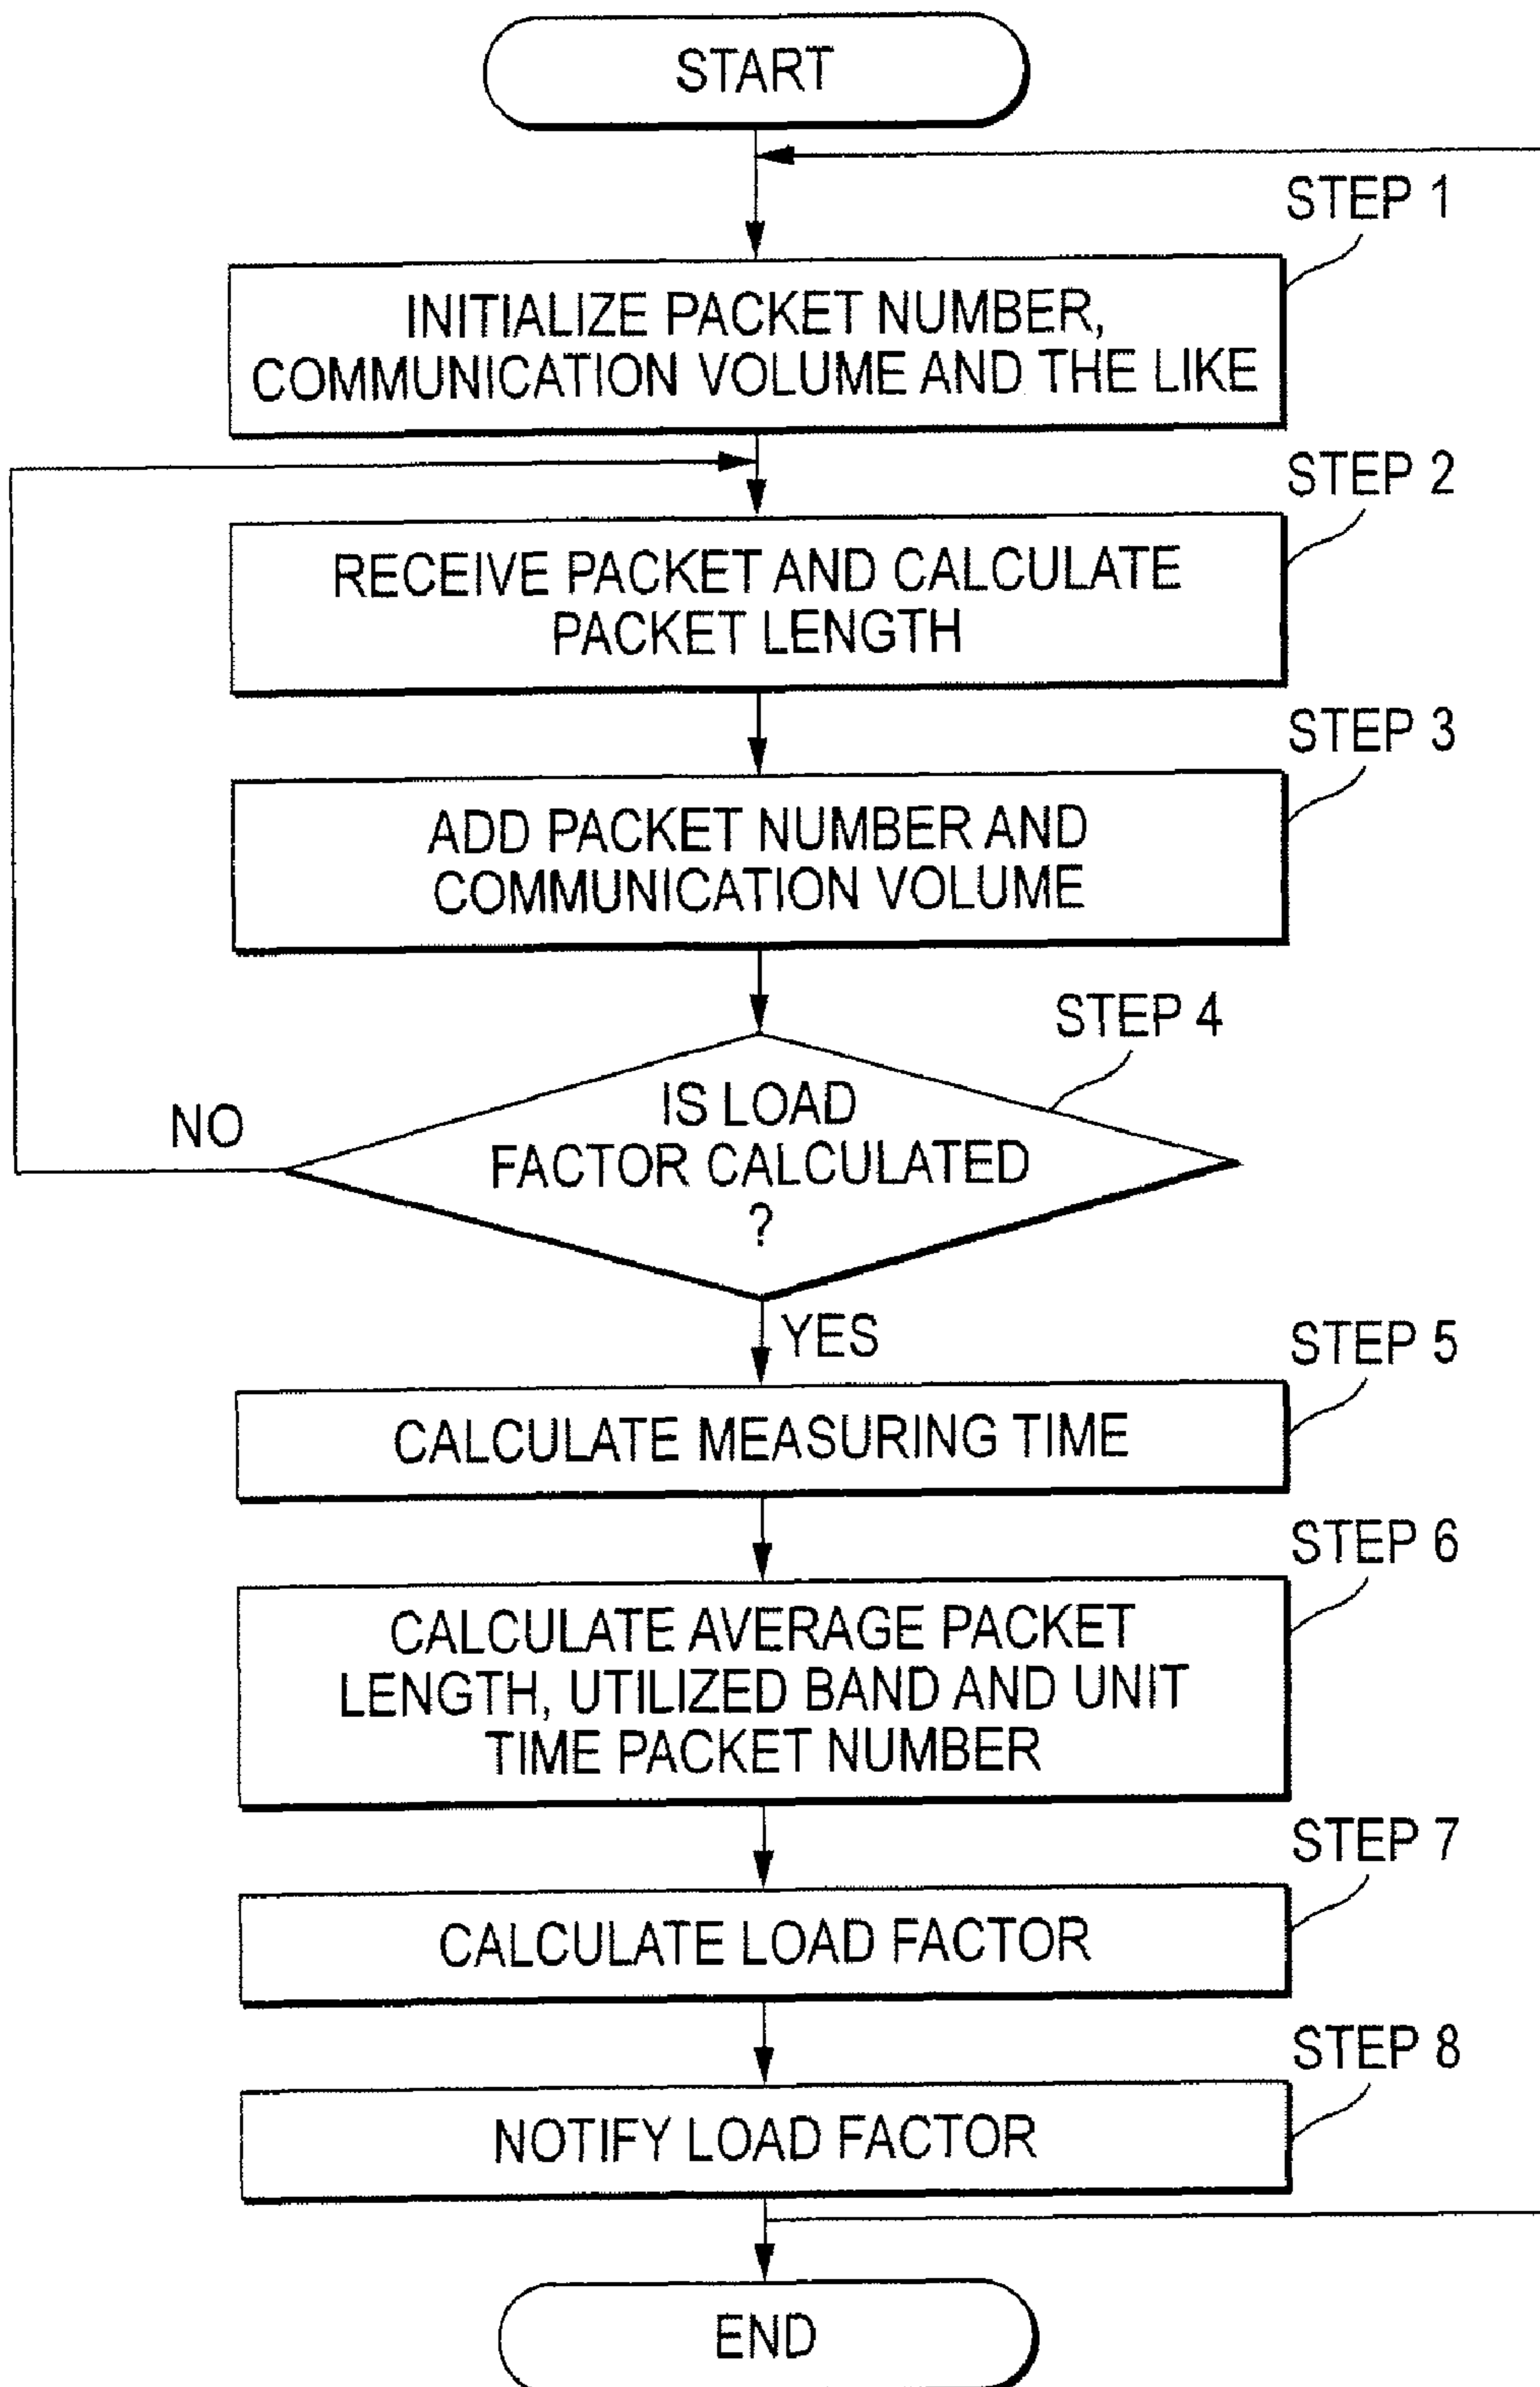 START
STEP 1
INITIALIZE PACKET NUMBER,
COMMUNICATION VOLUME AND THE LIKE
STEP 2
RECEIVE PACKET AND CALCULATE
PACKET LENGTH
STEP 3
ADD PACKET NUMBER AND
COMMUNICATION VOLUME
STEP 4
IS LOAD
FACTOR CALCULATED
?
NO
YES
STEP 5
CALCULATE MEASURING TIME
STEP 6
CALCULATE AVERAGE PACKET
LENGTH, UTILIZED BAND AND UNIT
TIME PACKET NUMBER
STEP 7
CALCULATE LOAD FACTOR
STEP 8
NOTIFY LOAD FACTOR
END